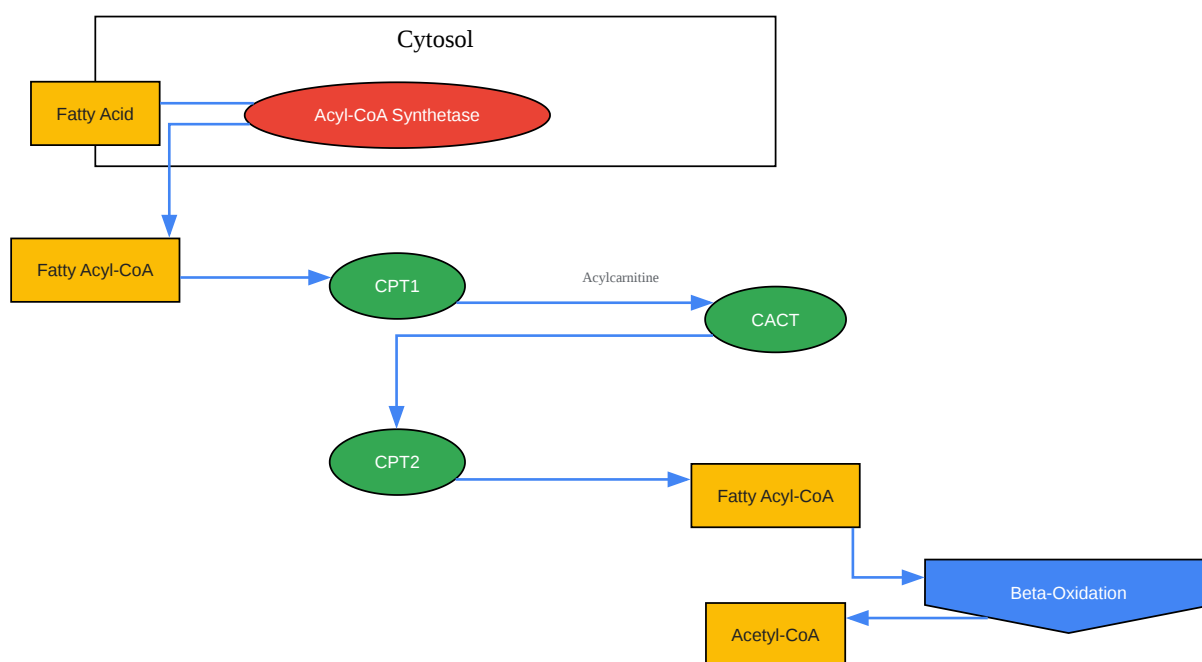 Cytosol
Fatty Acid
Acyl-CoA Synthetase
Fatty Acyl-CoA
CPT1
Acylcarnitine
CACT
CPT2
Fatty Acyl-CoA
Beta-Oxidation
Acetyl-CoA